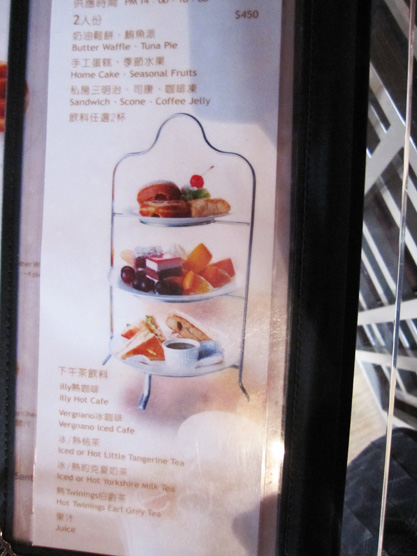 供應時間 PM 14
2人份
$450
奶油鬆餅、鮪魚派
Butter Waffle、Tuna Pie
手工蛋糕、季節水果
Home Cake、Seasonal Fruits
私房三明治、司康、咖啡凍
Sandwich、Scone、Coffee Jelly
飲料任選2杯
下午茶飲料
illy熱咖啡
illy Hot Cafe
Vergnano冰咖啡
Vergnano Iced Cafe
冰/熱桔茶
Iced or Hot Little Tangerine Tea
冰/熱約克夏奶茶
Iced or Hot Yorkshire Milk Tea
熱Twinings伯爵茶
Hot Twinings Earl Grey Tea
果汁
Juice